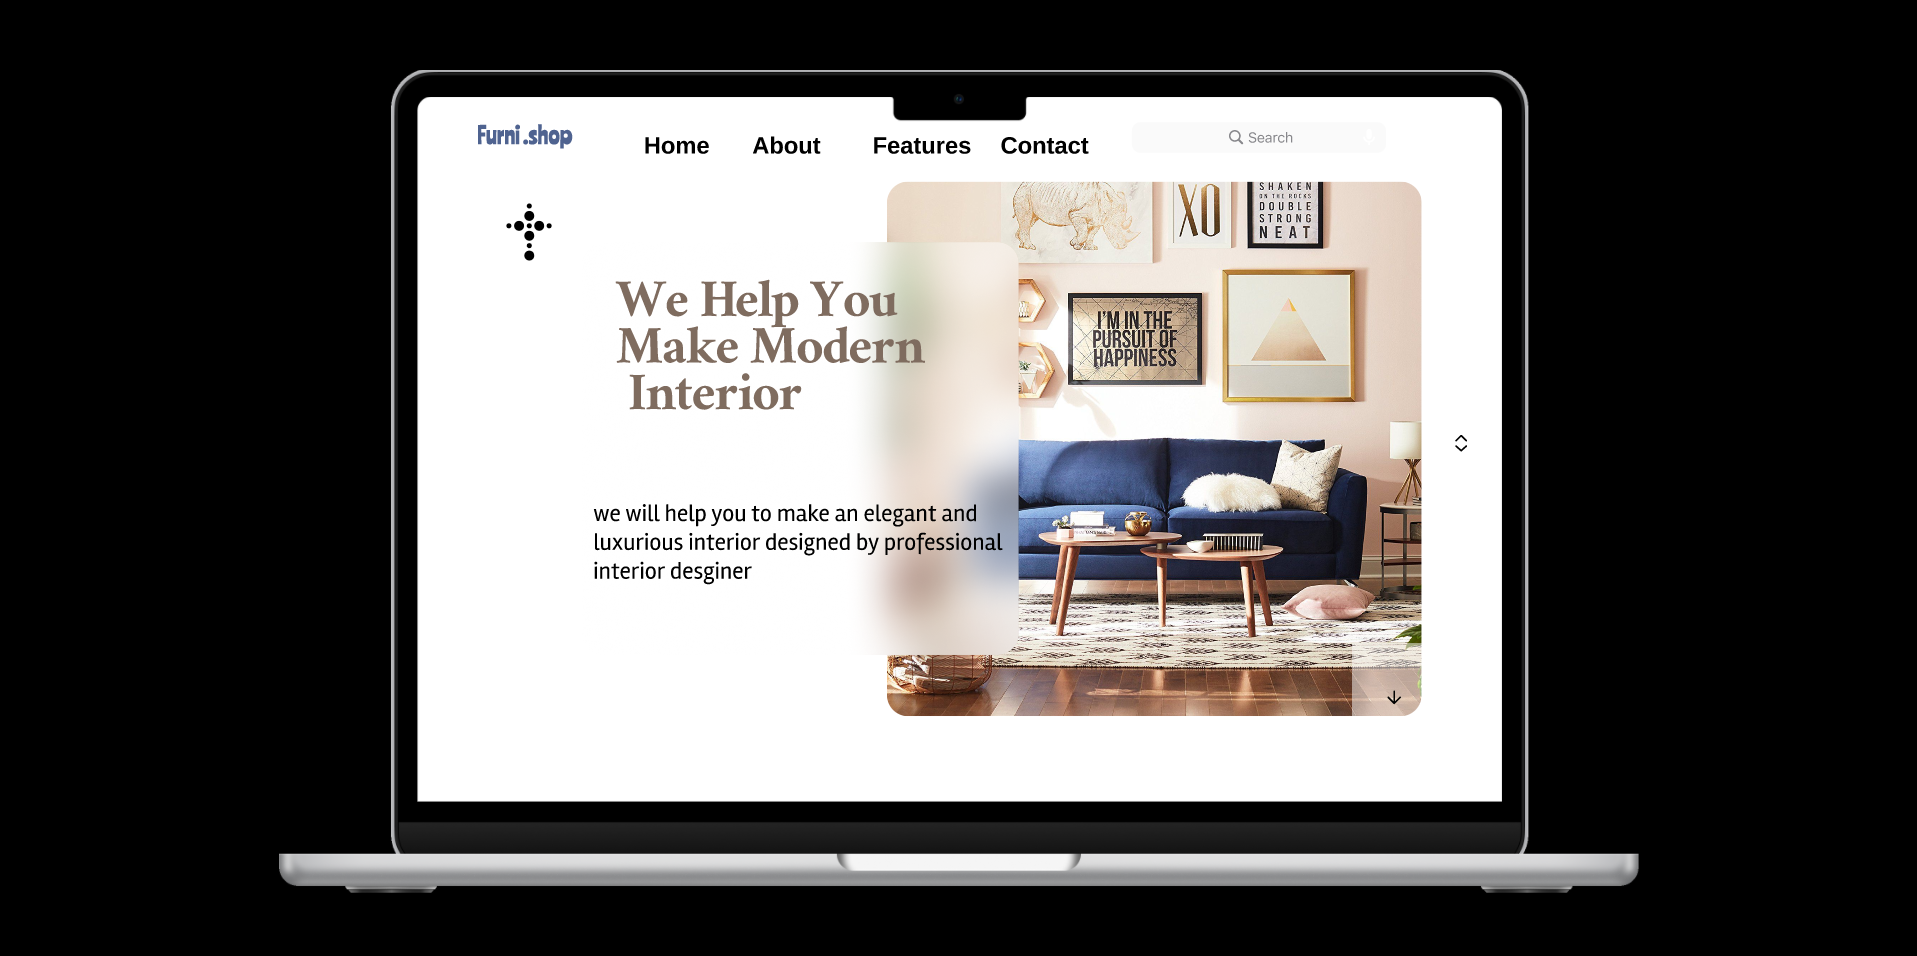 Furni.shop
Home About Features Contact
Search
We Help You
Make Modern
Interior
we will help you to make an elegant and
luxurious interior designed by professional
interior desginer
XO
SHAKEN
ON THE ROCKS
DOUBLE
STRONG
NEAT
I'M IN THE
PURSUIT OF
HAPPINESS